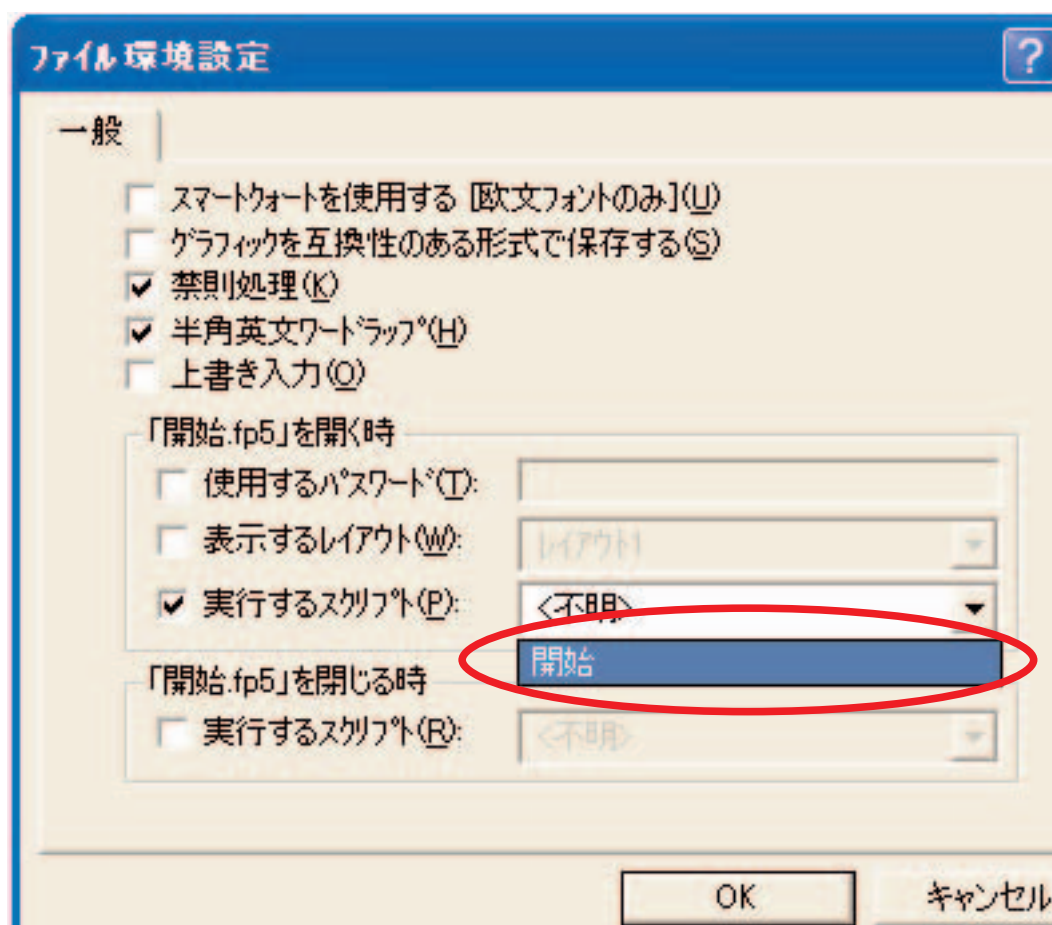 ファイル環境設定
?
一般
スマートクォートを使用する [欧文フォントのみ](U)
グラフィックを互換性のある形式で保存する(S)
禁則処理(K)
半角英文ワードラップ(H)
上書き入力(O)
「開始.fp5」を開く時
使用するパスワード(T):
表示するレイアウト(W): レイアウト1
実行するスクリプト(P): <不明>
開始
「開始.fp5」を閉じる時
実行するスクリプト(R): <不明>
OK キャンセル